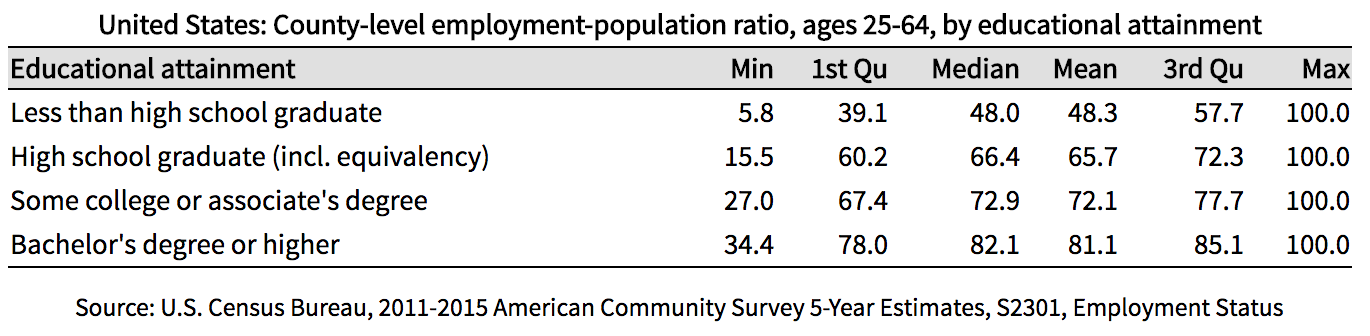 United States: County-level employment-population ratio, ages 25-64, by educational attainment
Educational attainment Min 1st Qu Median Mean 3rd Qu Max
Less than high school graduate 5.8 39.1 48.0 48.3 57.7 100.0
High school graduate (incl. equivalency) 15.5 60.2 66.4 65.7 72.3 100.0
Some college or associate's degree 27.0 67.4 72.9 72.1 77.7 100.0
Bachelor's degree or higher 34.4 78.0 82.1 81.1 85.1 100.0
Source: U.S. Census Bureau, 2011-2015 American Community Survey 5-Year Estimates, S2301, Employment Status